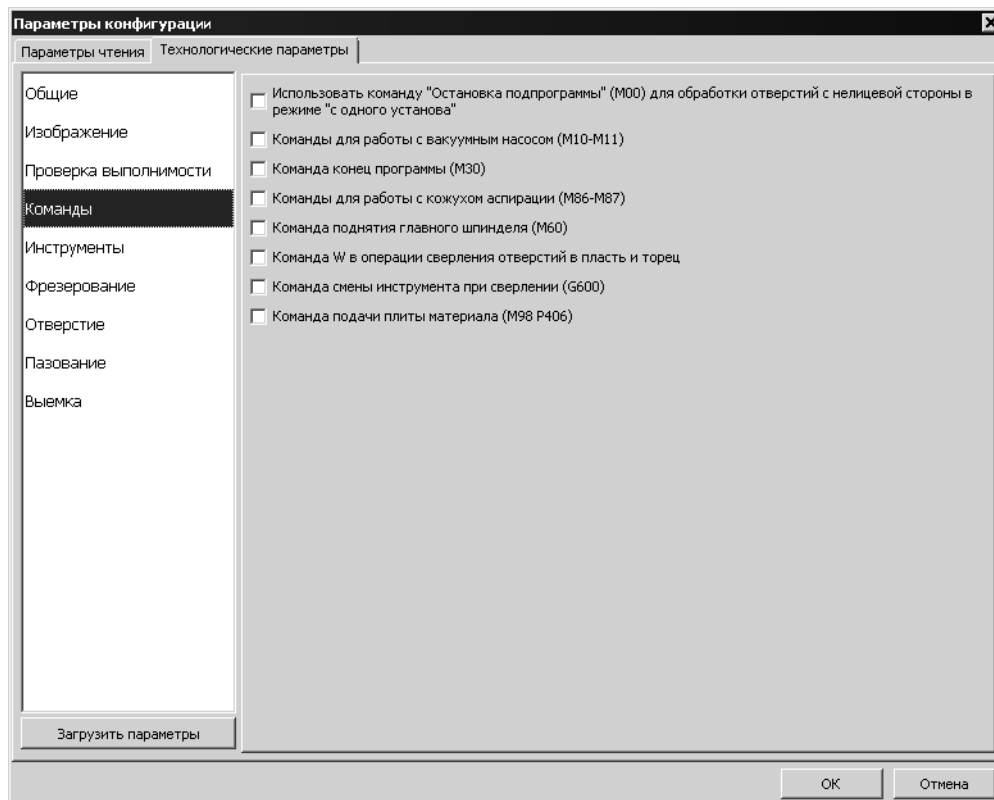 Параметры конфигурации
Параметры чтения
Технологические параметры
Общие
Изображение
Проверка выполнимости
Команды
Инструменты
Фрезерование
Отверстие
Пазование
Выемка
Загрузить параметры
Использовать команду "Остановка подпрограммы" (M00) для обработки отверстий с нелицевой стороны в
режиме "с одного установа"
Команды для работы с вакуумным насосом (M10-M11)
Команда конец программы (M30)
Команды для работы с кожухом аспирации (M86-M87)
Команда поднятия главного шпинделя (M60)
Команда W в операции сверления отверстий в пласть и торец
Команда смены инструмента при сверлении (G600)
Команда подачи плиты материала (M98 P406)
OK
Отмена